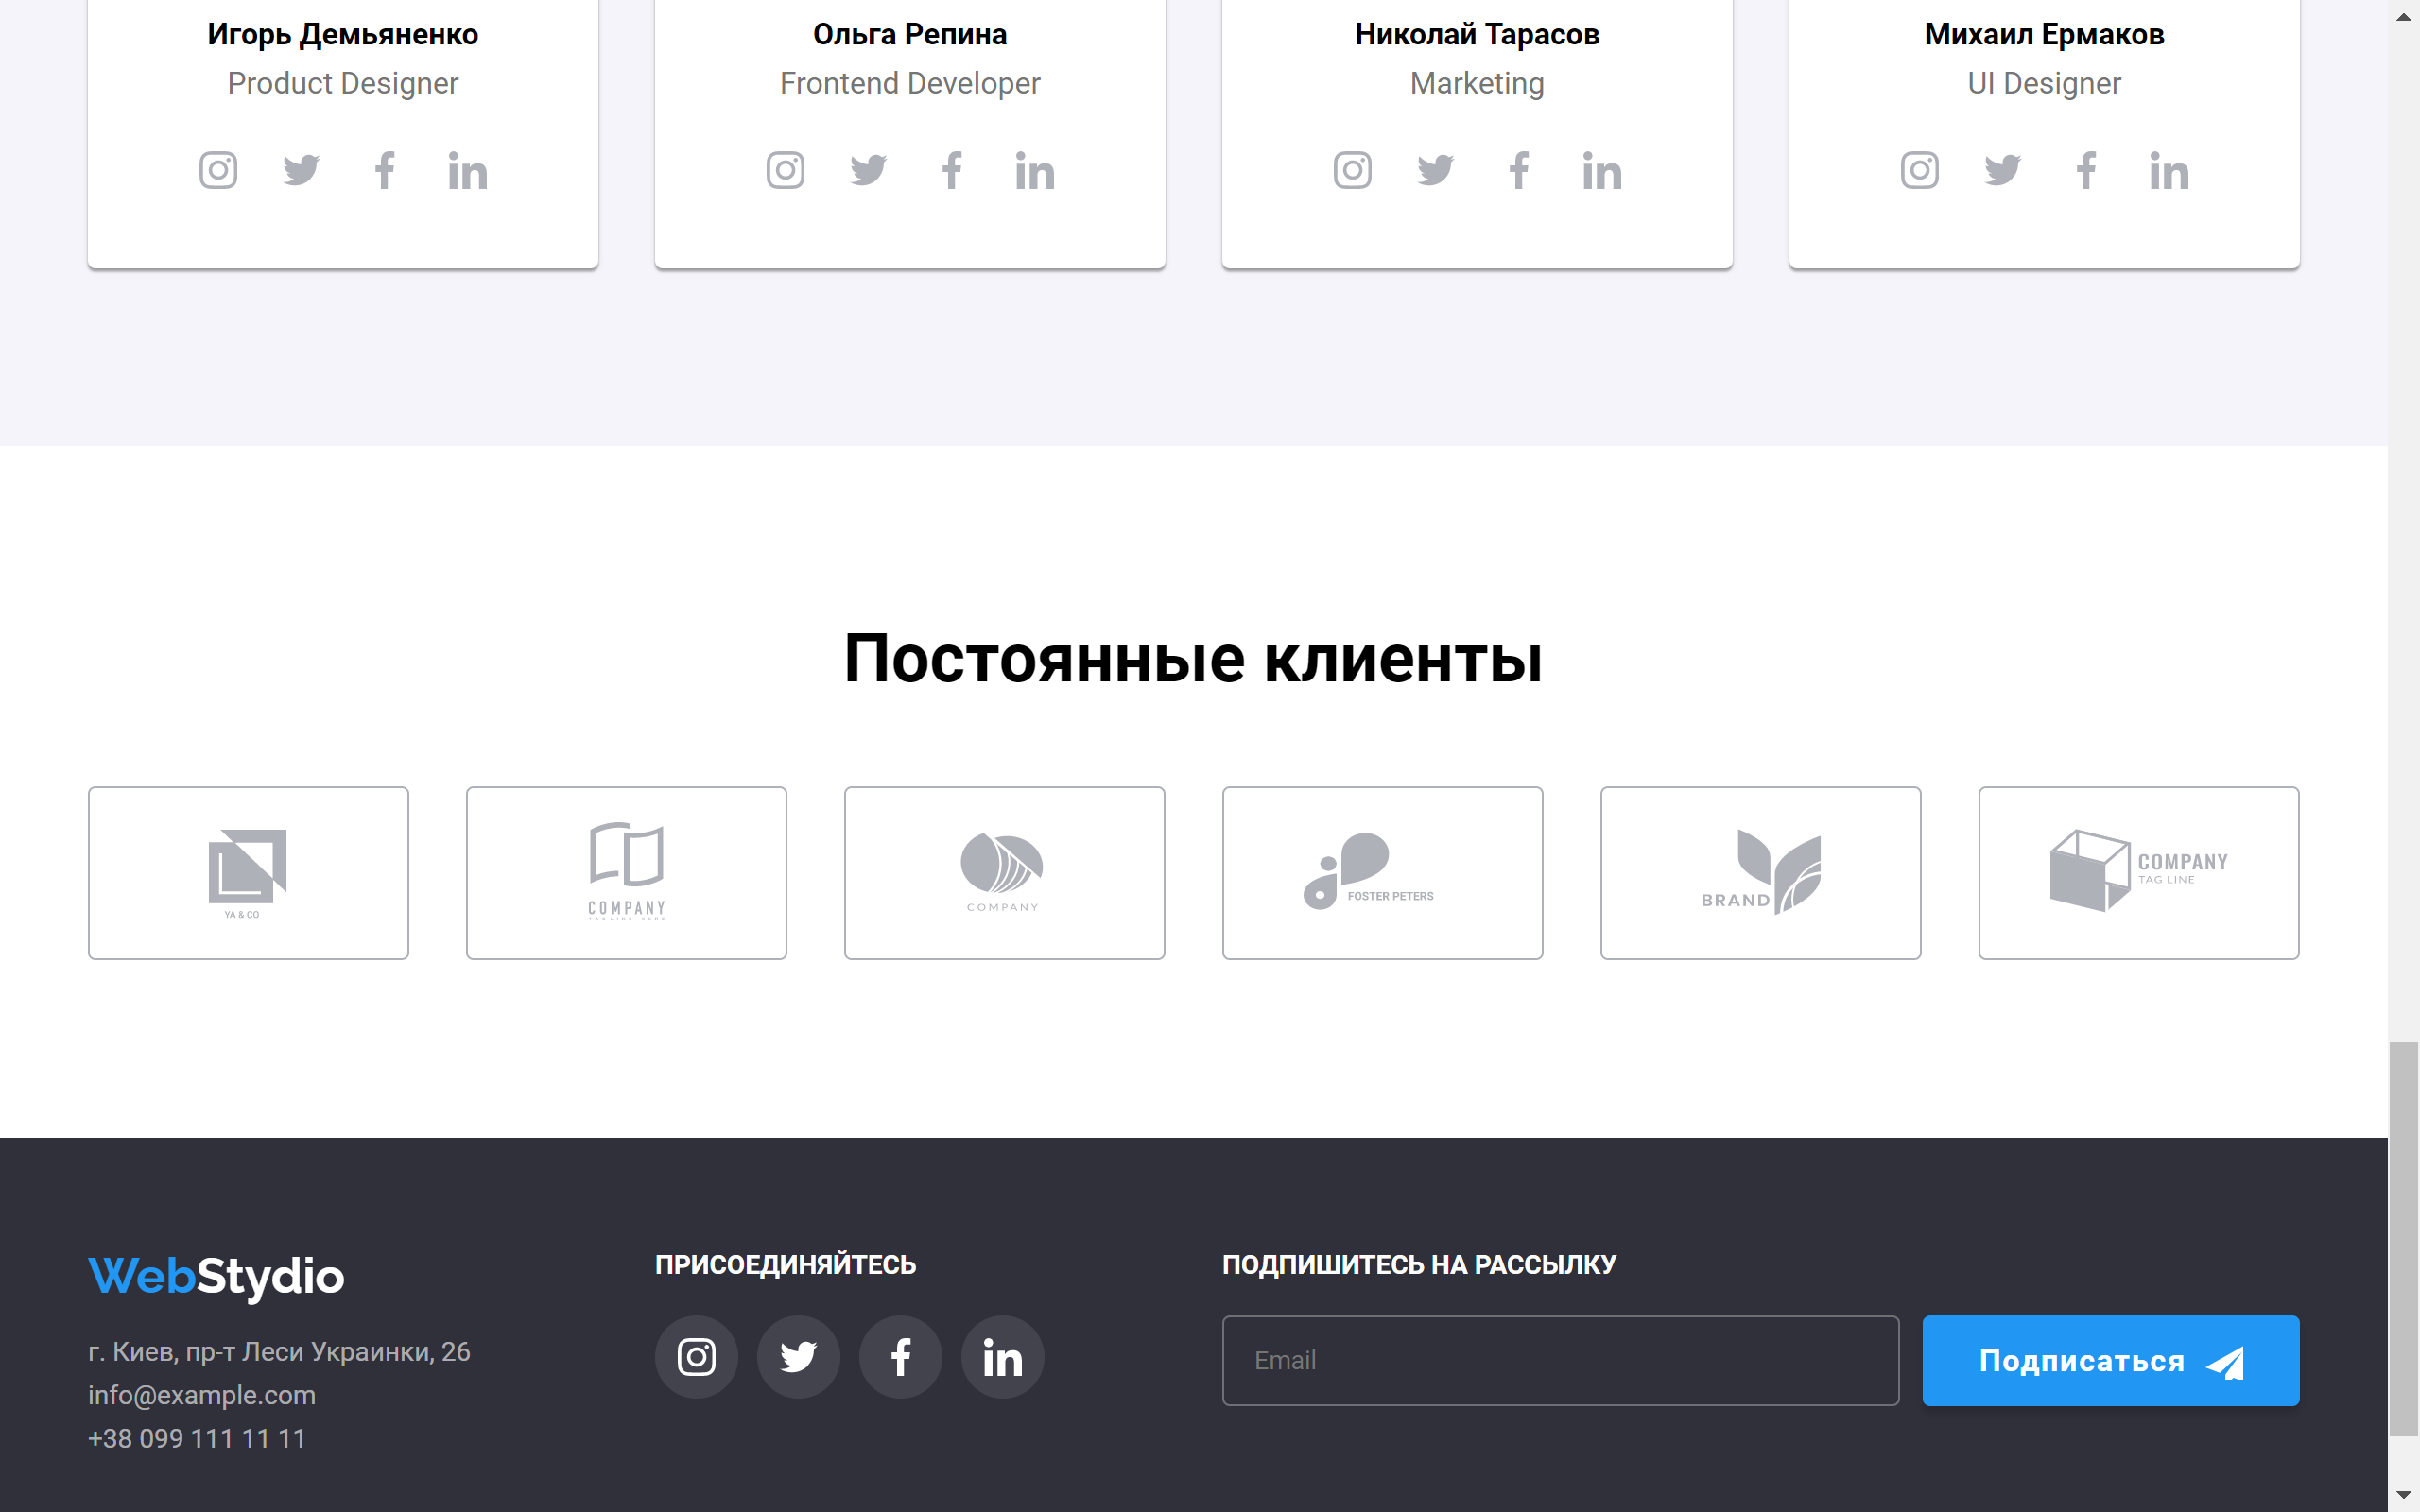 Игорь Демьяненко
Product Designer
Ольга Репина
Frontend Developer
Николай Тарасов
Marketing
Михаил Ермаков
UI Designer
Постоянные клиенты
YA & CO
COMPANY
TAGLINE HERE
COMPANY
FOSTER PETERS
BRAND
COMPANY
TAG LINE
WebStydio
г. Киев, пр-т Леси Украинки, 26
info@example.com
+38 099 111 11 11
ПРИСОЕДИНЯЙТЕСЬ
ПОДПИШИТЕСЬ НА РАССЫЛКУ
Email
Подписаться